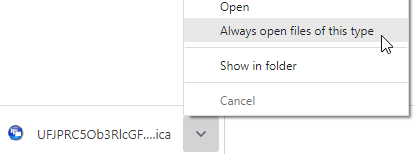 Open
Always open files of this type
Show in folder
Cancel
UFJPRC5Ob3RlcGF....ica